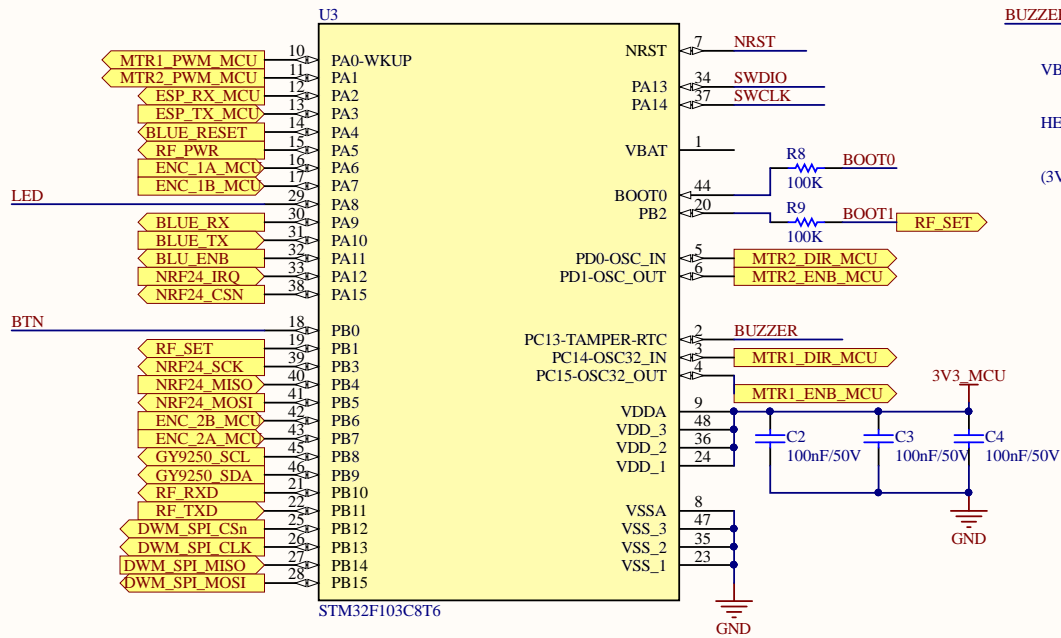 U3
BUZZER
10 PA0-WKUP MTR1_PWM_MCU
11 PA1 MTR2_PWM_MCU
12 PA2 ESP_RX_MCU
13 PA3 ESP_TX_MCU
14 PA4 BLUE_RESET
15 PA5 RF_PWR
16 PA6 ENC_1A_MCU
17 PA7 ENC_1B_MCU
LED 29 PA8
30 PA9 BLUE_RX
31 PA10 BLUE_TX
32 PA11 BLU_ENB
33 PA12 NRF24_IRQ
38 PA15 NRF24_CSN
BTN 18 PB0
19 PB1 RF_SET
39 PB3 NRF24_SCK
40 PB4 NRF24_MISO
41 PB5 NRF24_MOSI
42 PB6 ENC_2B_MCU
43 PB7 ENC_2A_MCU
45 PB8 GY9250_SCL
46 PB9 GY9250_SDA
21 PB10 RF_RXD
22 PB11 RF_TXD
25 PB12 DWM_SPI_CSn
26 PB13 DWM_SPI_CLK
27 PB14 DWM_SPI_MISO
28 PB15 DWM_SPI_MOSI
STM32F103C8T6
NRST 7 NRST
PA13 34 SWDIO
PA14 37 SWCLK
VBAT 1
BOOT0 44 R8 100K BOOT0
PB2 20 R9 100K BOOT1 RF_SET
PD0-OSC_IN 5 MTR2_DIR_MCU
PD1-OSC_OUT 6 MTR2_ENB_MCU
PC13-TAMPER-RTC 2 BUZZER
PC14-OSC32_IN 3 MTR1_DIR_MCU
PC15-OSC32_OUT 4 MTR1_ENB_MCU
3V3_MCU
VDDA 9
VDD_3 48
VDD_2 36
VDD_1 24
C2 100nF/50V
C3 100nF/50V
C4 100nF/50V
GND
VSSA 8
VSS_3 47
VSS_2 35
VSS_1 23
GND
VB
HE
(3V